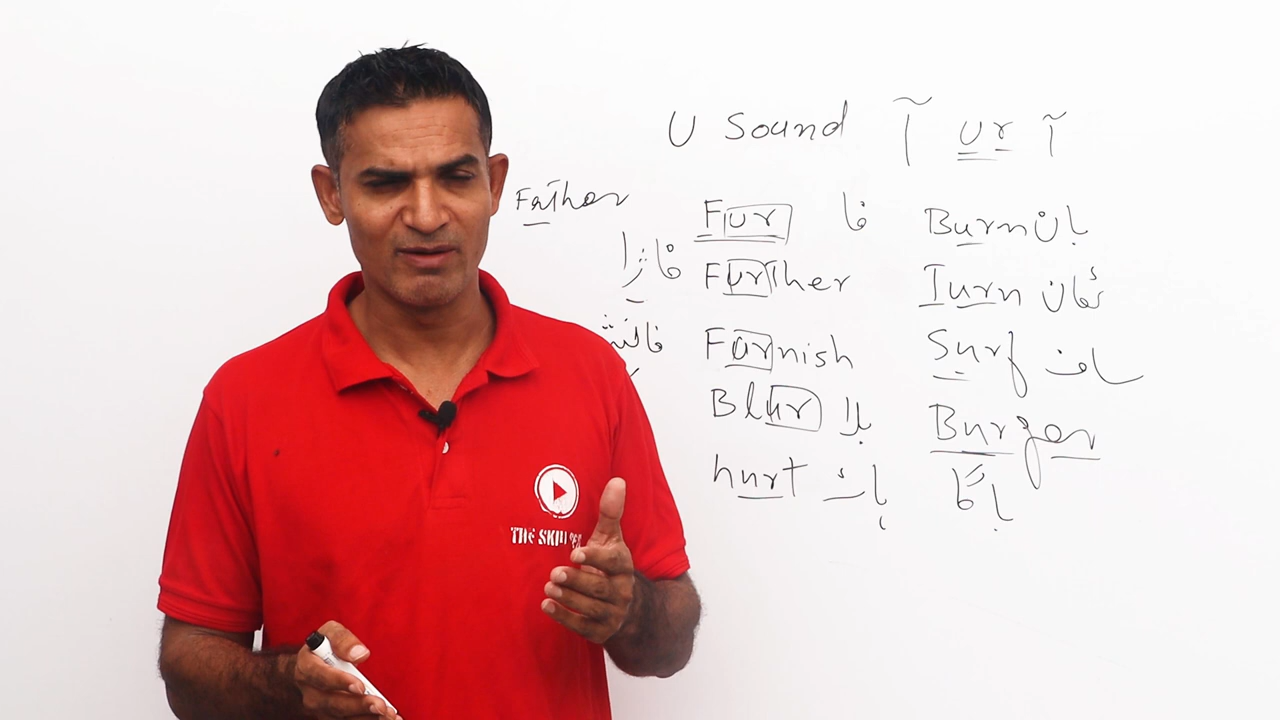 U Sound آ ur آ
Father
Fur فا Burn بان
فاژا Further Turn ٹان
Furnish Surf ساف
Blur بلا Burger
hurt ہاٹ باگا
THE SKILL